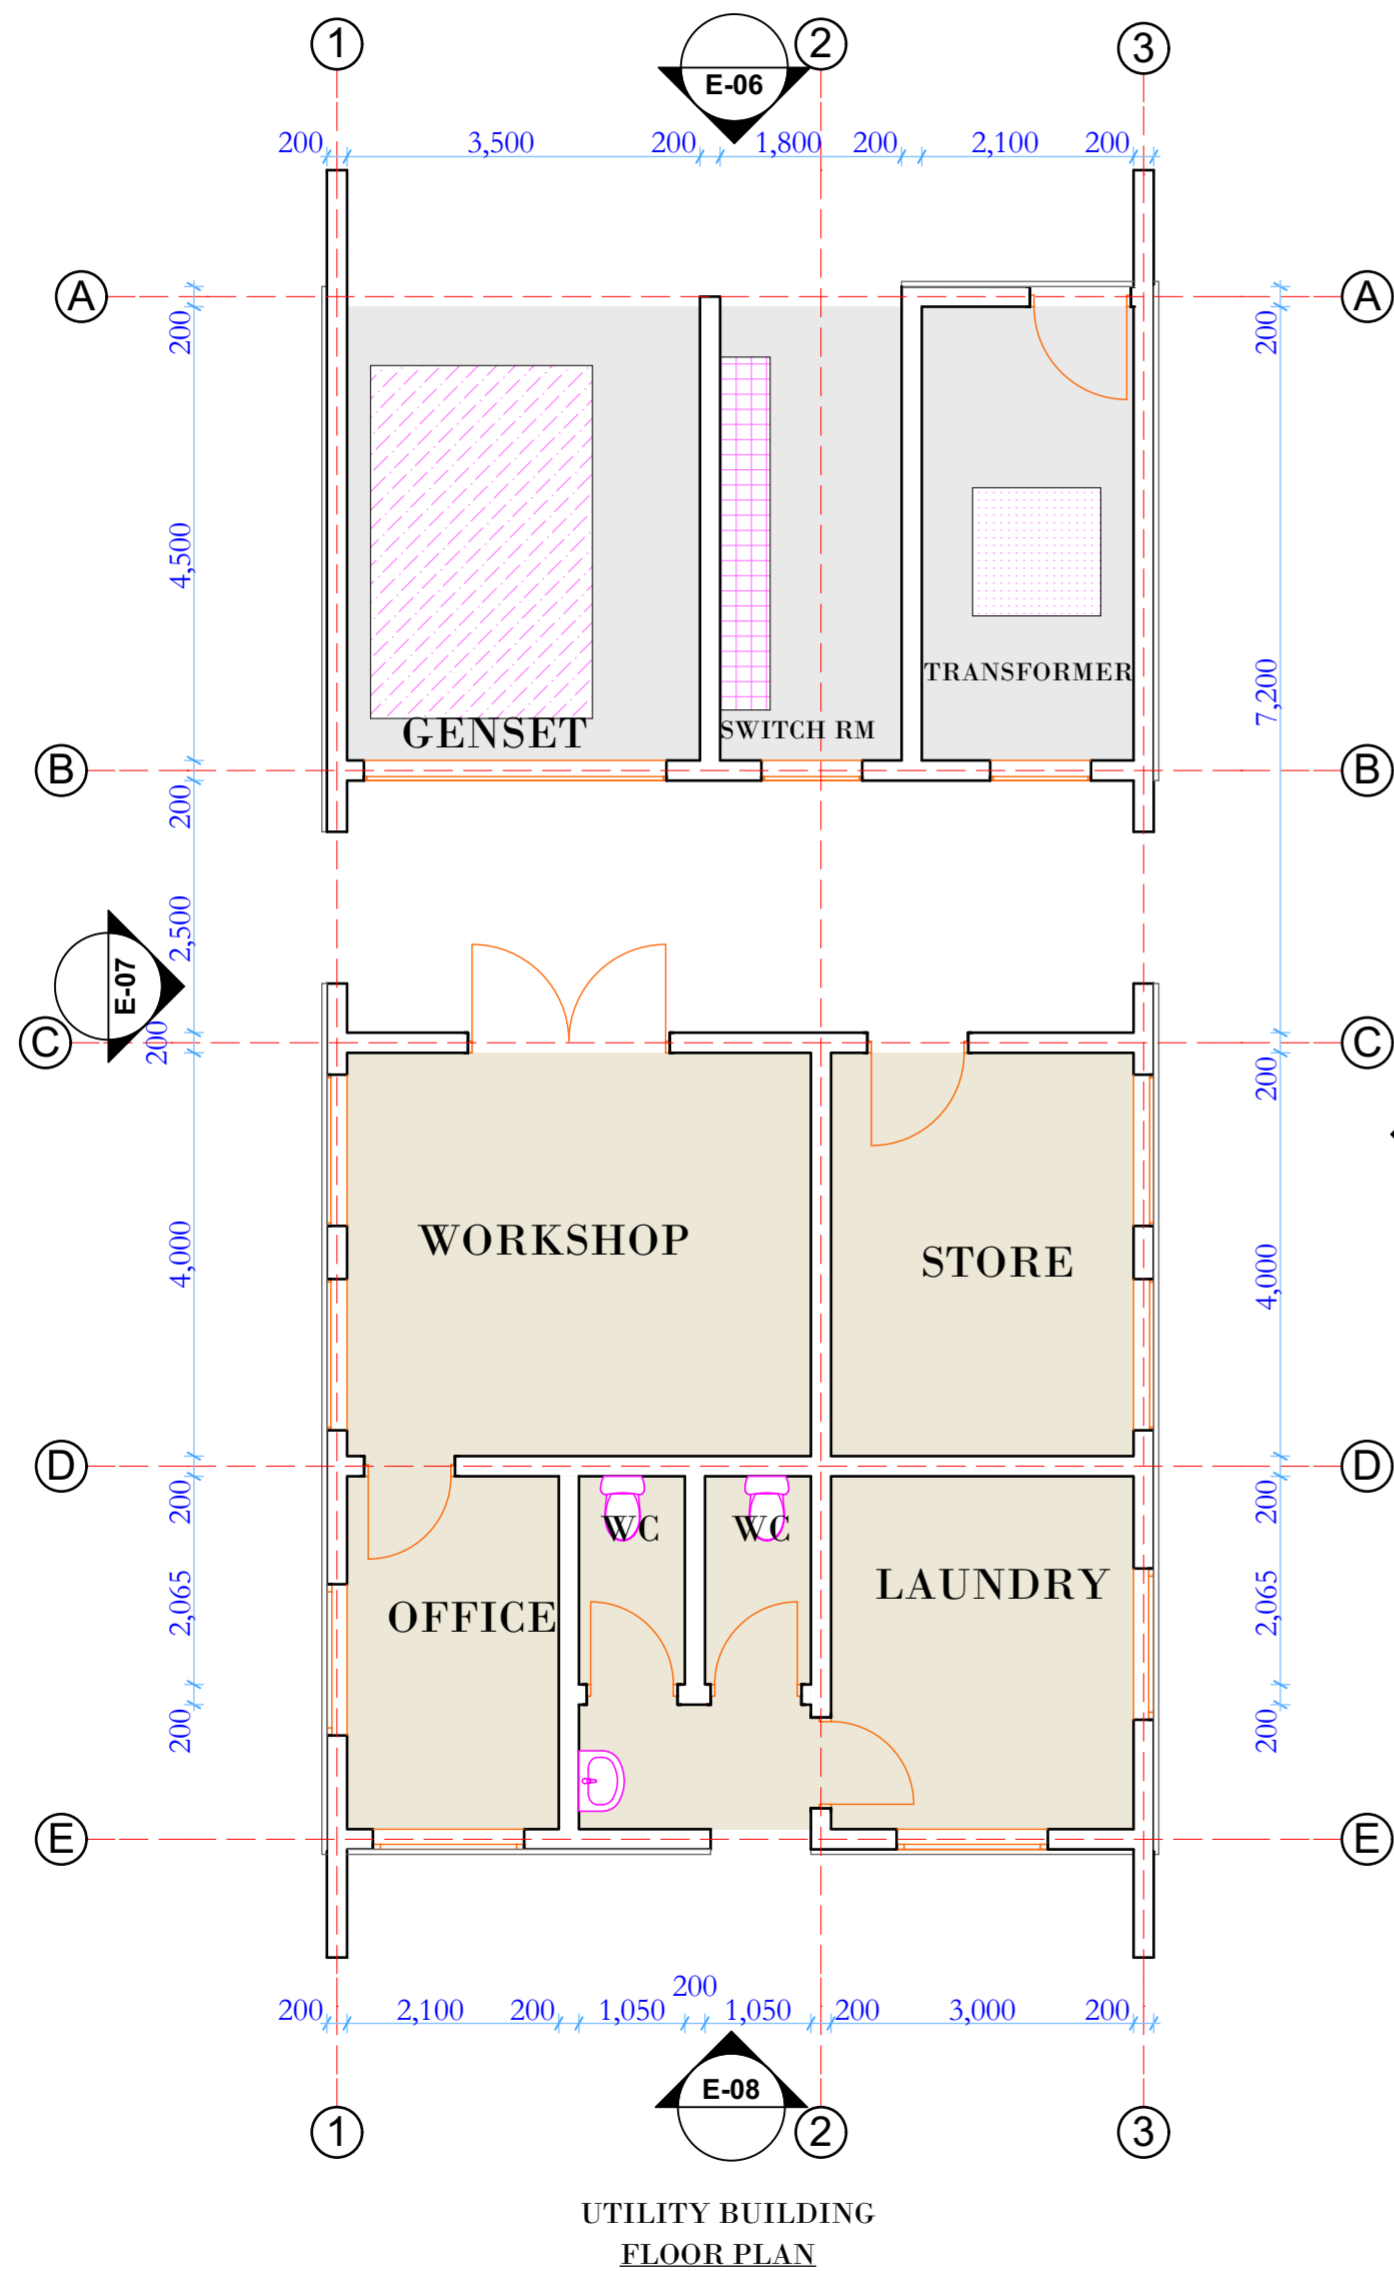 1 2 3
E-06
200 3,500 200 1,800 200 2,100 200
A A
200 200
4,500
TRANSFORMER
7,200
GENSET SWITCH RM
B B
200
2,500
E-07
C C
200 200
WORKSHOP
STORE
4,000 4,000
D D
200 200
WC WC
LAUNDRY
OFFICE
2,065 2,065
200 200
E E
200
200 2,100 200 1,050 1,050 200 3,000 200
E-08
1 2 3
UTILITY BUILDING
FLOOR PLAN